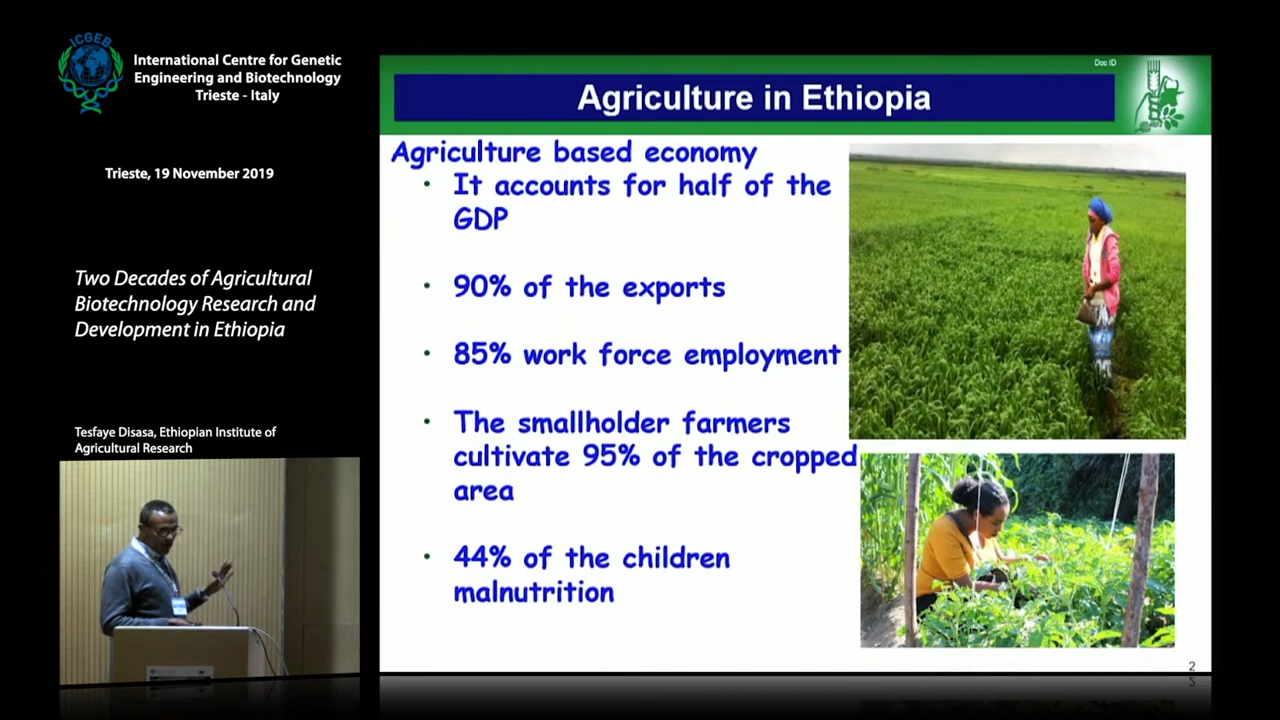 ICGEB
International Centre for Genetic
Engineering and Biotechnology
Trieste - Italy
Trieste, 19 November 2019
Two Decades of Agricultural
Biotechnology Research and
Development in Ethiopia
Tesfaye Disasa, Ethiopian Institute of
Agricultural Research
Doc ID
Agriculture in Ethiopia
Agriculture based economy
• It accounts for half of the
GDP
• 90% of the exports
• 85% work force employment
• The smallholder farmers
cultivate 95% of the cropped
area
• 44% of the children
malnutrition
2